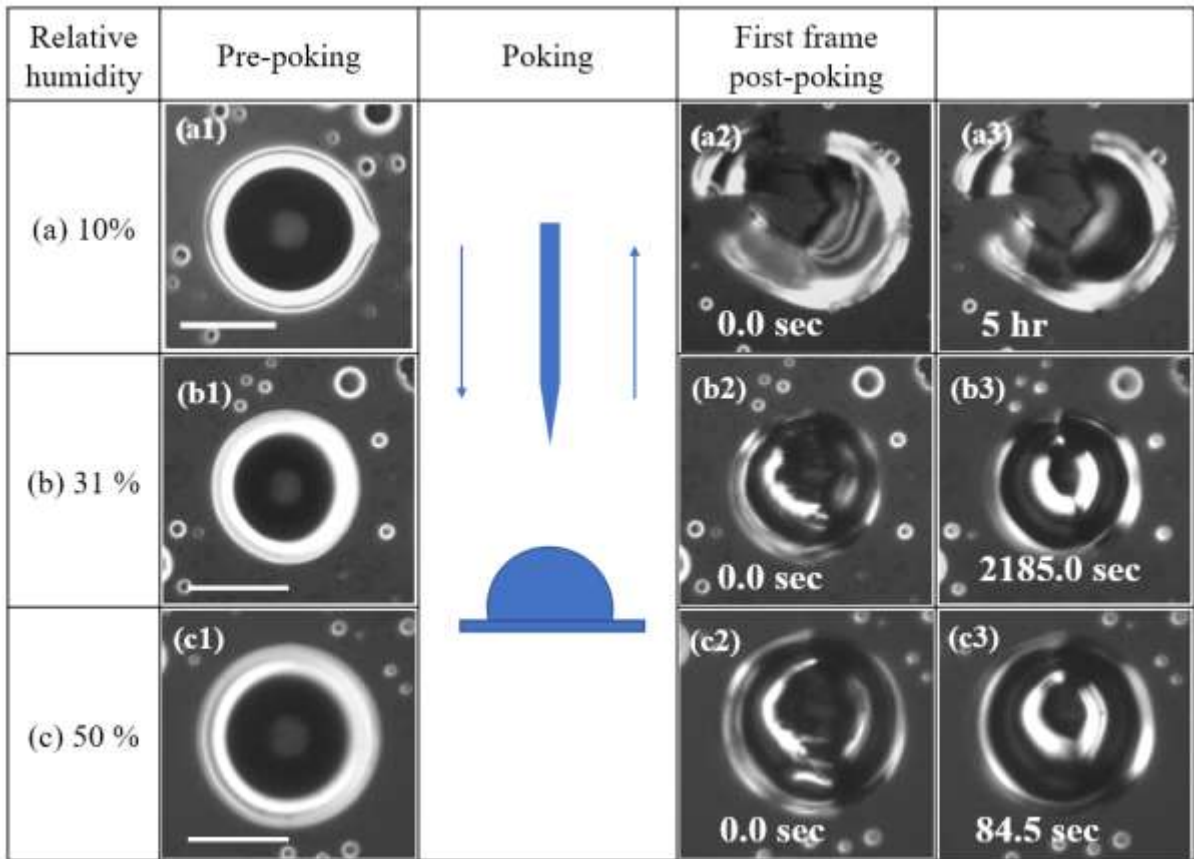 Relative
humidity
Pre-poking
Poking
First frame
post-poking
(a) 10%
(a1)
(a2)
0.0 sec
(a3)
5 hr
(b) 31 %
(b1)
(b2)
0.0 sec
(b3)
2185.0 sec
(c) 50 %
(c1)
(c2)
0.0 sec
(c3)
84.5 sec